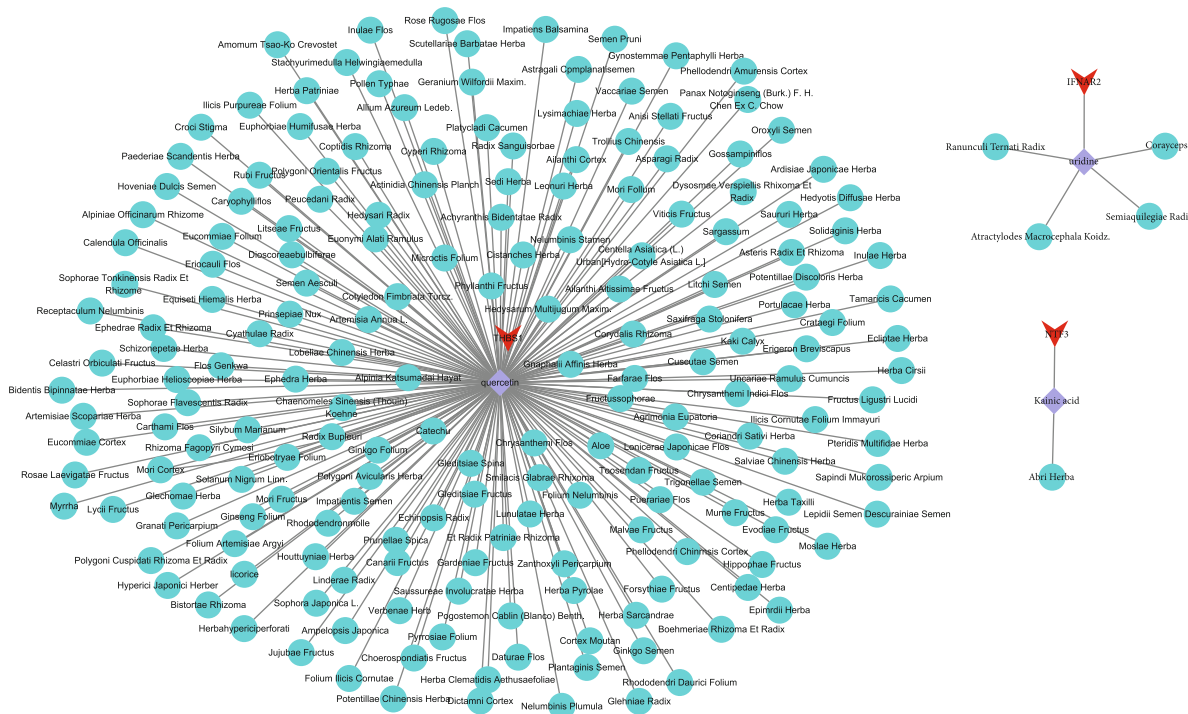 Rose Rugosae Flos
Inulae Flos
Impatiens Balsamina
Amomum Tsao-Ko Crevostet
Scutellariae Barbatae Herba
Semen Pruni
Stachyurimedulla Helwingiaemedulla
Gynostemmae Pentaphylli Herba
Pollen Typhae
Geranium Wilfordii Maxim.
Astragali Cpmplanatisemen
Phellodendri Amurensis Cortex
Herba Patriniae
Vaccariae Semen
Panax Notoginseng (Burk.) F. H.
Chen Ex C. Chow
Ilicis Purpureae Folium
Allium Azureum Ledeb.
Lysimachiae Herba
Anisi Stellati Fructus
Croci Stigma
Euphorbiae Humifusae Herba
Platycladi Cacumen
Oroxyli Semen
Coptidis Rhizoma
Cyperi Rhizoma
Radix Sanguisorbae
Trollius Chinensis
Paederiae Scandentis Herba
Ailanthi Cortex
Asparagi Radix
Gossampiniflos
Rubi Fructus
Polygoni Orientalis Fructus
Ardisiae Japonicae Herba
Hoveniae Dulcis Semen
Caryophylliflos
Peucedani Radix
Actinidia Chinensis Planch
Sedi Herba
Leonuri Herba
Mori Follum
Dysosmae Verspiellis Rhixoma Et
Radix
Hedyotis Diffusae Herba
Alpiniae Officinarum Rhizome
Litseae Fructus
Hedysari Radix
Achyranthis Bidentatae Radix
Viticis Fructus
Saururi Herba
Calendula Officinalis
Eucommiae Folium
Euonymi Alati Ramulus
Nelumbinis Stamen
Sargassum
Solidaginis Herba
Dioscoreaebulbiferae
Microctis Folium
Cistanches Herba
Centella Asiatica (L.)
Urban[Hydro-Cotyle Asiatica L.]
Asteris Radix Et Rhizoma
Inulae Herba
Eriocauli Flos
Sophorae Tonkinensis Radix Et
Rhizome
Semen Aesculi
Phyllanthi Fructus
Ailanthi Altissimae Fructus
Litchi Semen
Potentillae Discoloris Herba
Receptaculum Nelumbinis
Equiseti Hiemalis Herba
Cotyledon Fimbriata Turcz.
Hedysarum Multijugum Maxim.
Portulacae Herba
Tamaricis Cacumen
Prinsepiae Nux
Artemisia Annua L.
Saxifraga Stolonifera
Crataegi Folium
Ephedrae Radix Et Rhizoma
Cyathulae Radix
THBS1
Corydalis Rhizoma
Kaki Calyx
Ecliptae Herba
Schizonepetae Herba
Lobeliae Chinensis Herba
Erigeron Breviscapus
Celastri Orbiculati Fructus
Flos Genkwa
Gnaphalii Affinis Herba
Cuscutae Semen
Herba Cirsii
Euphorbiae Helioscopiae Herba
Ephedra Herba
Alpinia Katsumadai Hayat
quercetin
Farfarae Flos
Uncariae Ramulus Cumuncis
Bidentis Bipinnatae Herba
Sophorae Flavescentis Radix
Chaenomeles Sinensis (Thouin)
Koehne
Fructussophorae
Chrysanthemi Indici Flos
Fructus Ligustri Lucidi
Artemisiae Scopariae Herba
Carthami Flos
Silybum Marianum
Agrimonia Eupatoria
Ilicis Cornutae Folium Immayuri
Eucommiae Cortex
Rhizoma Fagopyri Cymosi
Radix Bupleuri
Catechu
Chrysanthemi Flos
Aloe
Lonicerae Japonicae Flos
Coriandri Sativi Herba
Pteridis Multifidae Herba
Eriobotryae Folium
Ginkgo Folium
Salviae Chinensis Herba
Rosae Laevigatae Fructus
Mori Cortex
Solanum Nigrum Linn.
Polygoni Avicularis Herba
Gleditsiae Spina
Smilacis Glabrae Rhixoma
Toosendan Fructus
Trigonellae Semen
Sapindi Mukorossiperic Arpium
Myrrha
Lycii Fructus
Glechomae Herba
Mori Fructus
Impatientis Semen
Gleditsiae Fructus
Folium Nelumbinis
Puerariae Flos
Herba Taxilli
Lepidii Semen Descurainiae Semen
Granati Pericarpium
Ginseng Folium
Rhododendronmolle
Echinopsis Radix
Lunulatae Herba
Malvae Fructus
Mume Fructus
Evodiae Fructus
Polygoni Cuspidati Rhizoma Et Radix
Folium Artemisiae Argyi
Prunellae Spica
Et Radix Patriniae Rhizoma
Phellodendri Chinmsis Cortex
Moslae Herba
Houttuyniae Herba
Canarii Fructus
Gardeniae Fructus
Zanthoxyli Pericarpium
Hippophae Fructus
Hyperici Japonici Herber
licorice
Linderae Radix
Saussureae Involucratae Herba
Herba Pyrolae
Forsythiae Fructus
Centipedae Herba
Bistortae Rhizoma
Sophora Japonica L.
Verbenae Herb
Pogostemon Cablin (Blanco) Benth.
Herba Sarcandrae
Epimrdii Herba
Herbahypericiperforati
Ampelopsis Japonica
Pyrrosiae Folium
Cortex Moutan
Boehmeriae Rhizoma Et Radix
Jujubae Fructus
Choerospondiatis Fructus
Daturae Flos
Plantaginis Semen
Ginkgo Semen
Folium Ilicis Cornutae
Herba Clematidis Aethusaefoliae
Rhododendri Daurici Folium
Potentillae Chinensis Herba
Dictamni Cortex
Nelumbinis Plumula
Glehniae Radix
IFNAR2
Ranunculi Ternati Radix
Corayceps
uridine
Semiaquilegiae Radi
Atractylodes Macrocephala Koidz.
NTF3
Kainic acid
Abri Herba